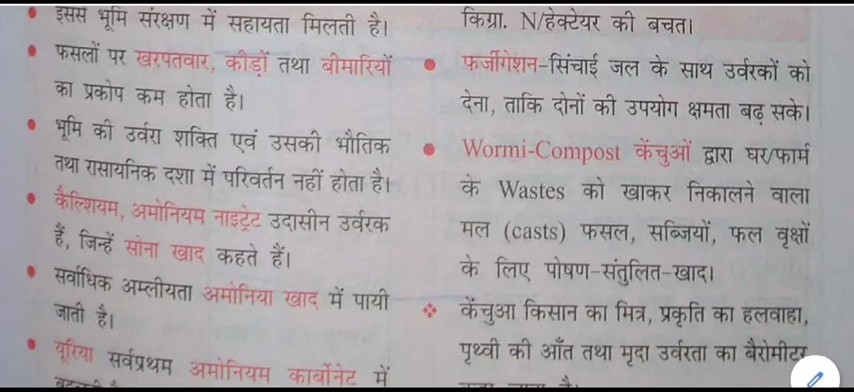 इससे भूमि संरक्षण में सहायता मिलती है।
फसलों पर खरपतवार, कीड़ों तथा बीमारियों
का प्रकोप कम होता है।
भूमि की उर्वरा शक्ति एवं उसकी भौतिक
तथा रासायनिक दशा में परिवर्तन नहीं होता है।
कैल्शियम, अमोनियम नाइट्रेट उदासीन उर्वरक
हैं, जिन्हें सोना खाद कहते हैं।
सर्वाधिक अम्लीयता अमोनिया खाद में पायी
जाती है।
यूरिया सर्वप्रथम अमोनियम कार्बोनेट में
किग्रा. N/हेक्टेयर की बचत।
फर्जीगेशन-सिंचाई जल के साथ उर्वरकों को
देना, ताकि दोनों की उपयोग क्षमता बढ़ सके।
Wormi-Compost केंचुओं द्वारा घर/फार्म
के Wastes को खाकर निकालने वाला
मल (casts) फसल, सब्जियों, फल वृक्षों
के लिए पोषण-संतुलित-खाद।
केंचुआ किसान का मित्र, प्रकृति का हलवाहा,
पृथ्वी की आँत तथा मृदा उर्वरता का बैरोमीटर